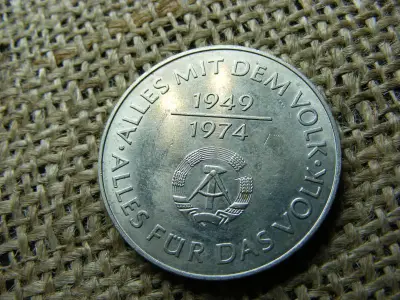 · ALLES MIT DEM VOLK ·
1949
1974
ALLES FÜR DAS VOLK